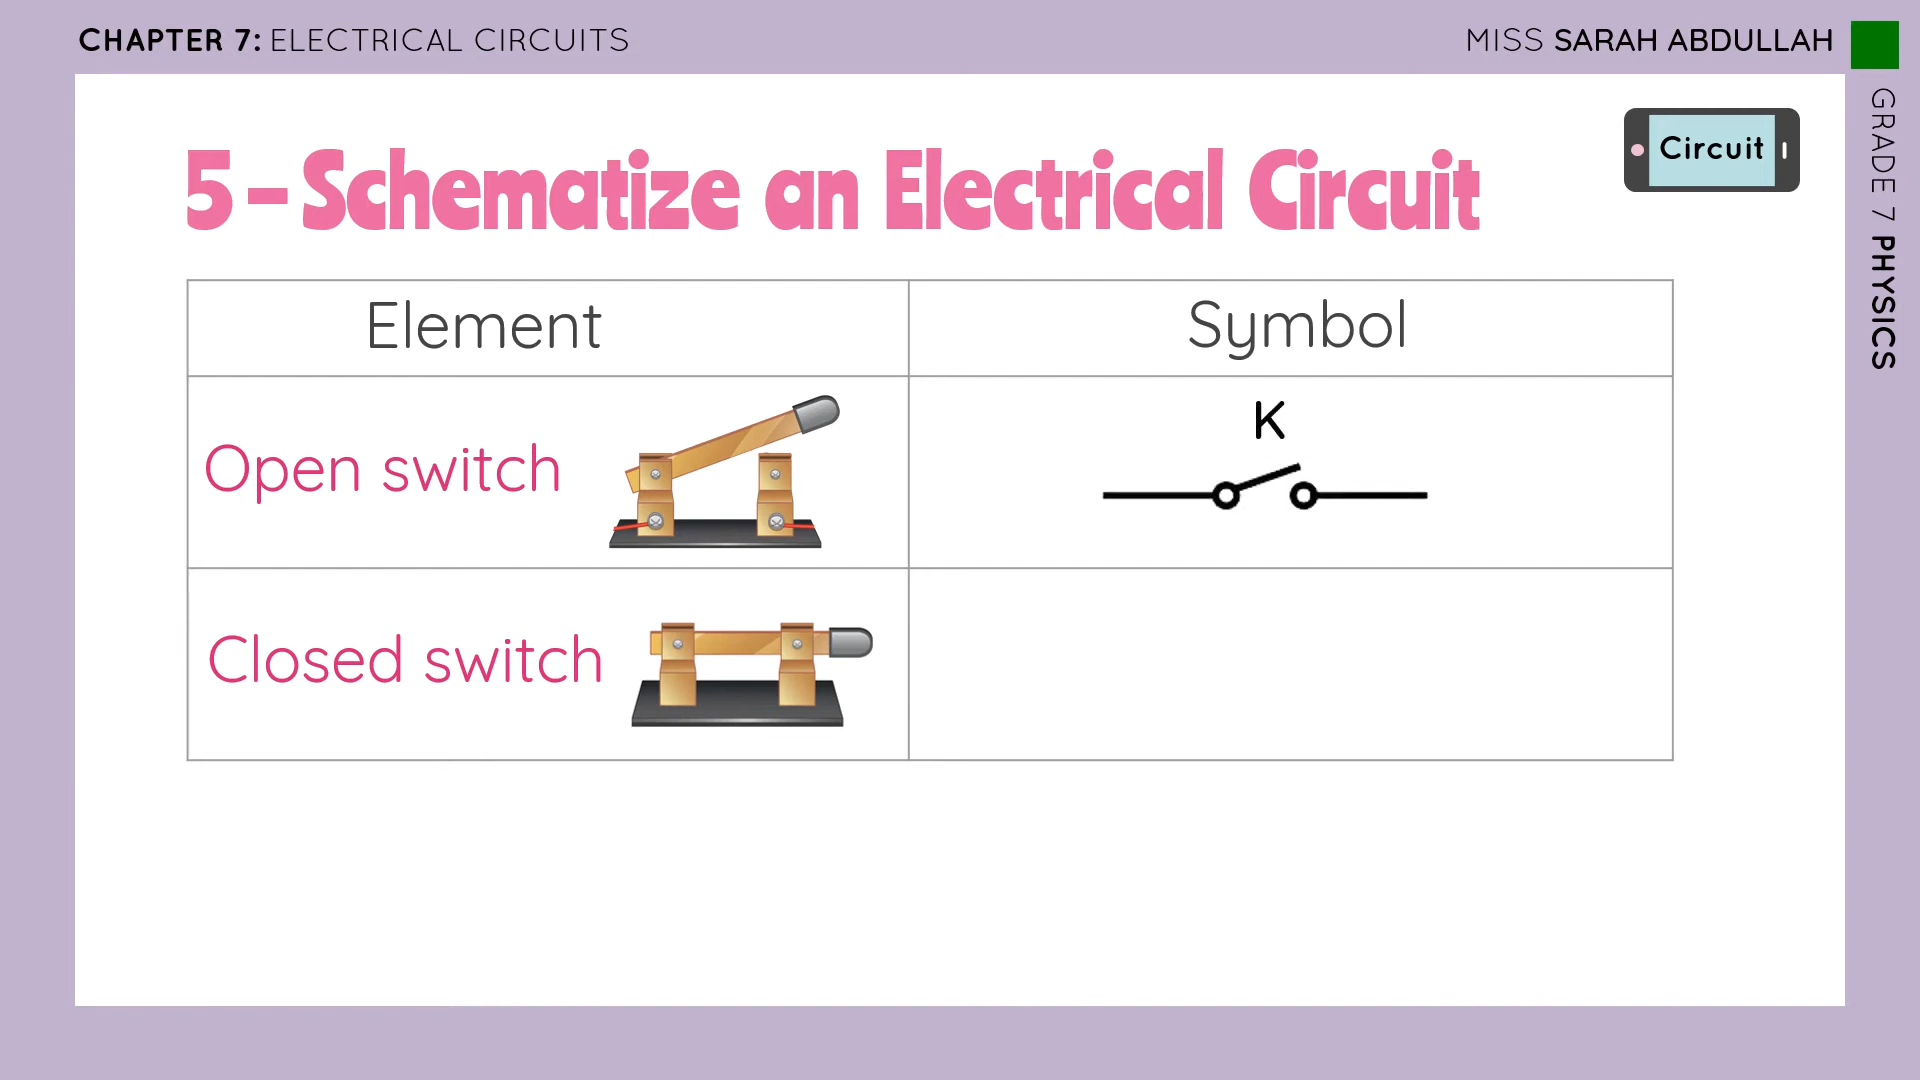 CHAPTER 7: ELECTRICAL CIRCUITS
MISS SARAH ABDULLAH
GRADE 7 PHYSICS
Circuit
5-Schematize an Electrical Circuit
Element
Symbol
Open switch
K
Closed switch